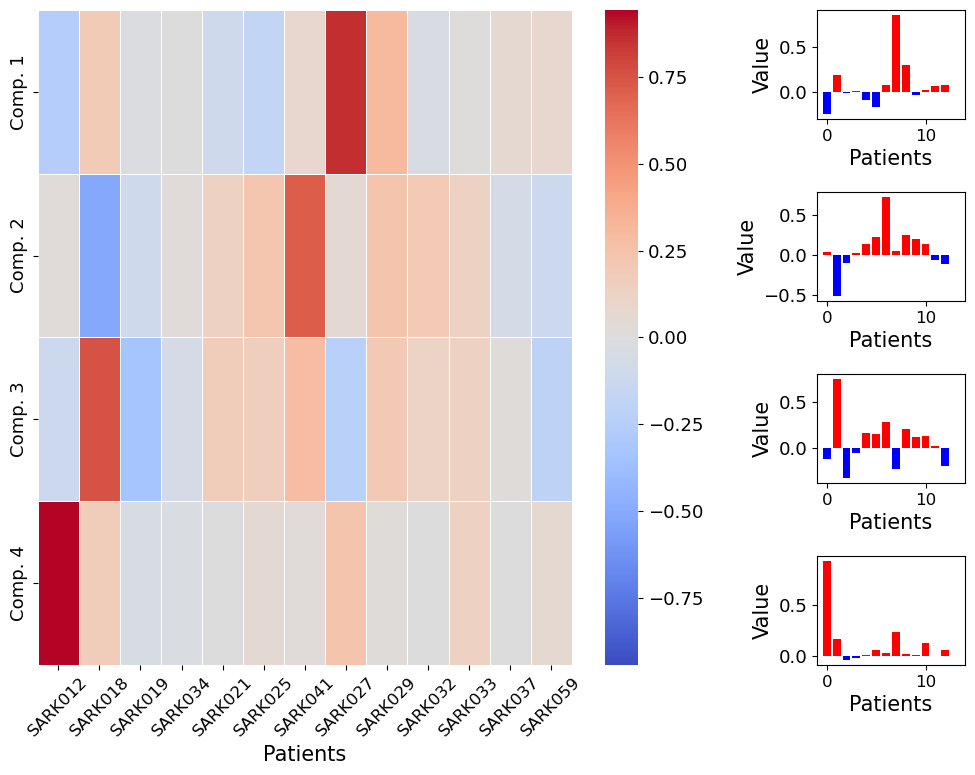 Comp. 1
Comp. 2
Comp. 3
Comp. 4
SARK012
SARK018
SARK019
SARK034
SARK021
SARK025
SARK041
SARK027
SARK029
SARK032
SARK033
SARK037
SARK059
Patients
0.75
0.50
0.25
0.00
−0.25
−0.50
−0.75
Value
0.5
0.0
0 10
Patients
Value
0.5
0.0
−0.5
0 10
Patients
Value
0.5
0.0
0 10
Patients
Value
0.5
0.0
0 10
Patients